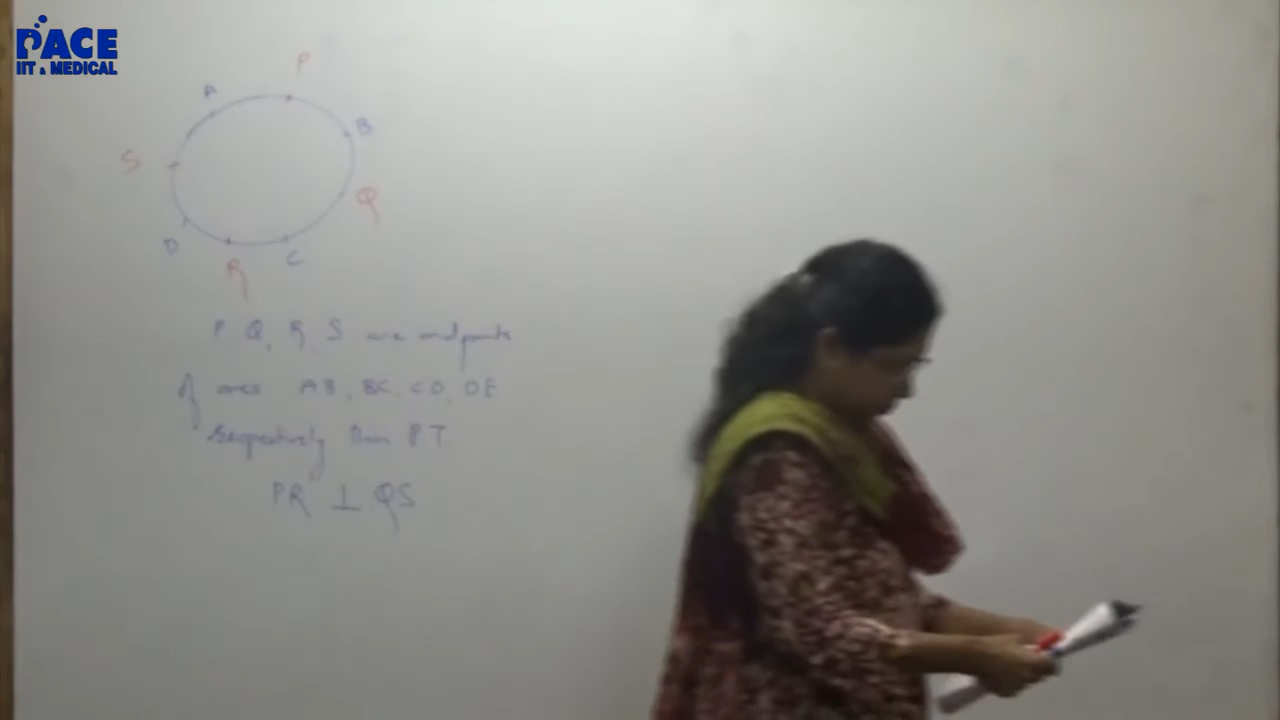 PACE
IIT & MEDICAL
P
A
B
S
Q
D
R
C
P Q, R, S are midpoints
of arcs AB, BC, CD, DE
respectively then PT
PR ⊥ QS